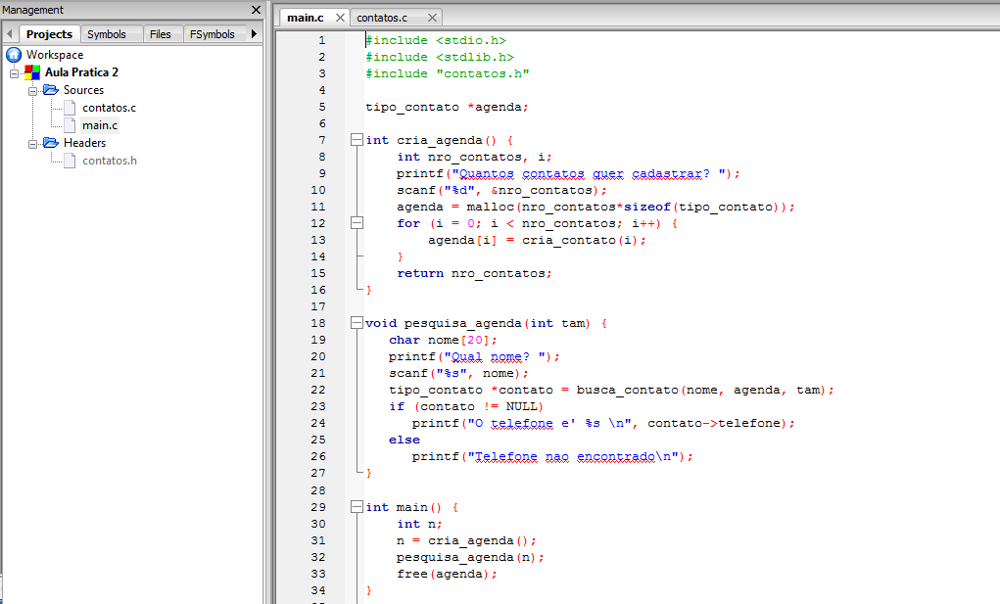 Management
Projects Symbols Files FSymbols
Workspace
Aula Pratica 2
Sources
contatos.c
main.c
Headers
contatos.h
main.c contatos.c
1 #include <stdio.h>
2 #include <stdlib.h>
3 #include "contatos.h"
4
5 tipo_contato *agenda;
6
7 int cria_agenda() {
8 int nro_contatos, i;
9 printf("Quantos contatos quer cadastrar? ");
10 scanf("%d", &nro_contatos);
11 agenda = malloc(nro_contatos*sizeof(tipo_contato));
12 for (i = 0; i < nro_contatos; i++) {
13 agenda[i] = cria_contato(i);
14 }
15 return nro_contatos;
16 }
17
18 void pesquisa_agenda(int tam) {
19 char nome[20];
20 printf("Qual nome? ");
21 scanf("%s", nome);
22 tipo_contato *contato = busca_contato(nome, agenda, tam);
23 if (contato != NULL)
24 printf("O telefone e' %s \n", contato->telefone);
25 else
26 printf("Telefone nao encontrado\n");
27 }
28
29 int main() {
30 int n;
31 n = cria_agenda();
32 pesquisa_agenda(n);
33 free(agenda);
34 }